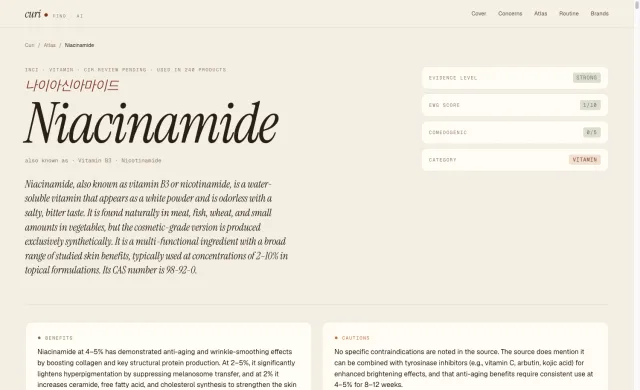 curi • VINO · AI
Cover Concerns Atlas Routine Brands
Curi / Atlas / Niacinamide
INCI · VITAMIN · CIR REVIEW PENDING · USED IN 240 PRODUCTS
나이아신아마이드
Niacinamide
also known as · Vitamin B3 · Nicotinamide
Niacinamide, also known as vitamin B3 or nicotinamide, is a water-
soluble vitamin that appears as a white powder and is odorless with a
salty, bitter taste. It is found naturally in meat, fish, wheat, and small
amounts in vegetables, but the cosmetic-grade version is produced
exclusively synthetically. It is a multi-functional ingredient with a broad
range of studied skin benefits, typically used at concentrations of 2–10% in
topical formulations. Its CAS number is 98-92-0.
EVIDENCE LEVEL STRONG
EWG SCORE 1/10
COMEDOGENIC 0/5
CATEGORY VITAMIN
• BENEFITS
Niacinamide at 4–5% has demonstrated anti-aging and wrinkle-smoothing effects
by boosting collagen and key structural protein production. At 2–5%, it significantly
lightens hyperpigmentation by suppressing melanosome transfer, and at 2% it
increases ceramide, free fatty acid, and cholesterol synthesis to strengthen the skin
• CAUTIONS
No specific contraindications are noted in the source. The source does mention it
can be combined with tyrosinase inhibitors (e.g., vitamin C, arbutin, kojic acid) for
enhanced brightening effects, and that anti-aging benefits require consistent use at
4–5% for 8–12 weeks.